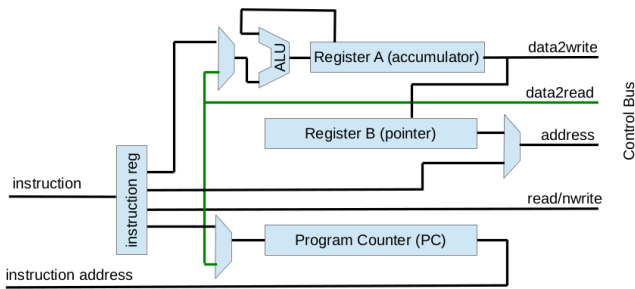 data2write
ALU
Register A (accumulator)
data2read
Control Bus
Register B (pointer)
address
instruction
instruction reg
read/nwrite
Program Counter (PC)
instruction address